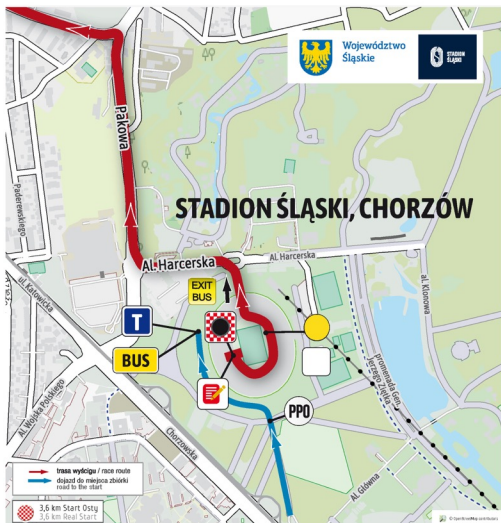 Województwo
Śląskie
STADION
ŚLĄSKI
Pakowa
Paderewskiego
STADION ŚLĄSKI, CHORZÓW
Al. Harcerska
Al. Harcerska
EXIT
BUS
al. Klonowa
ul. Katowicka
T
BUS
promenada Gen.
Jerzego Ziętka
Al. Wojska Polskiego
PPO
Chorzowska
Al. Główna
trasa wyścigu / race route
dojazd do miejsca zbiórki
road to the start
3,6 km Start Ostry
3,6 km Real Start
© OpenStreetMap contributors